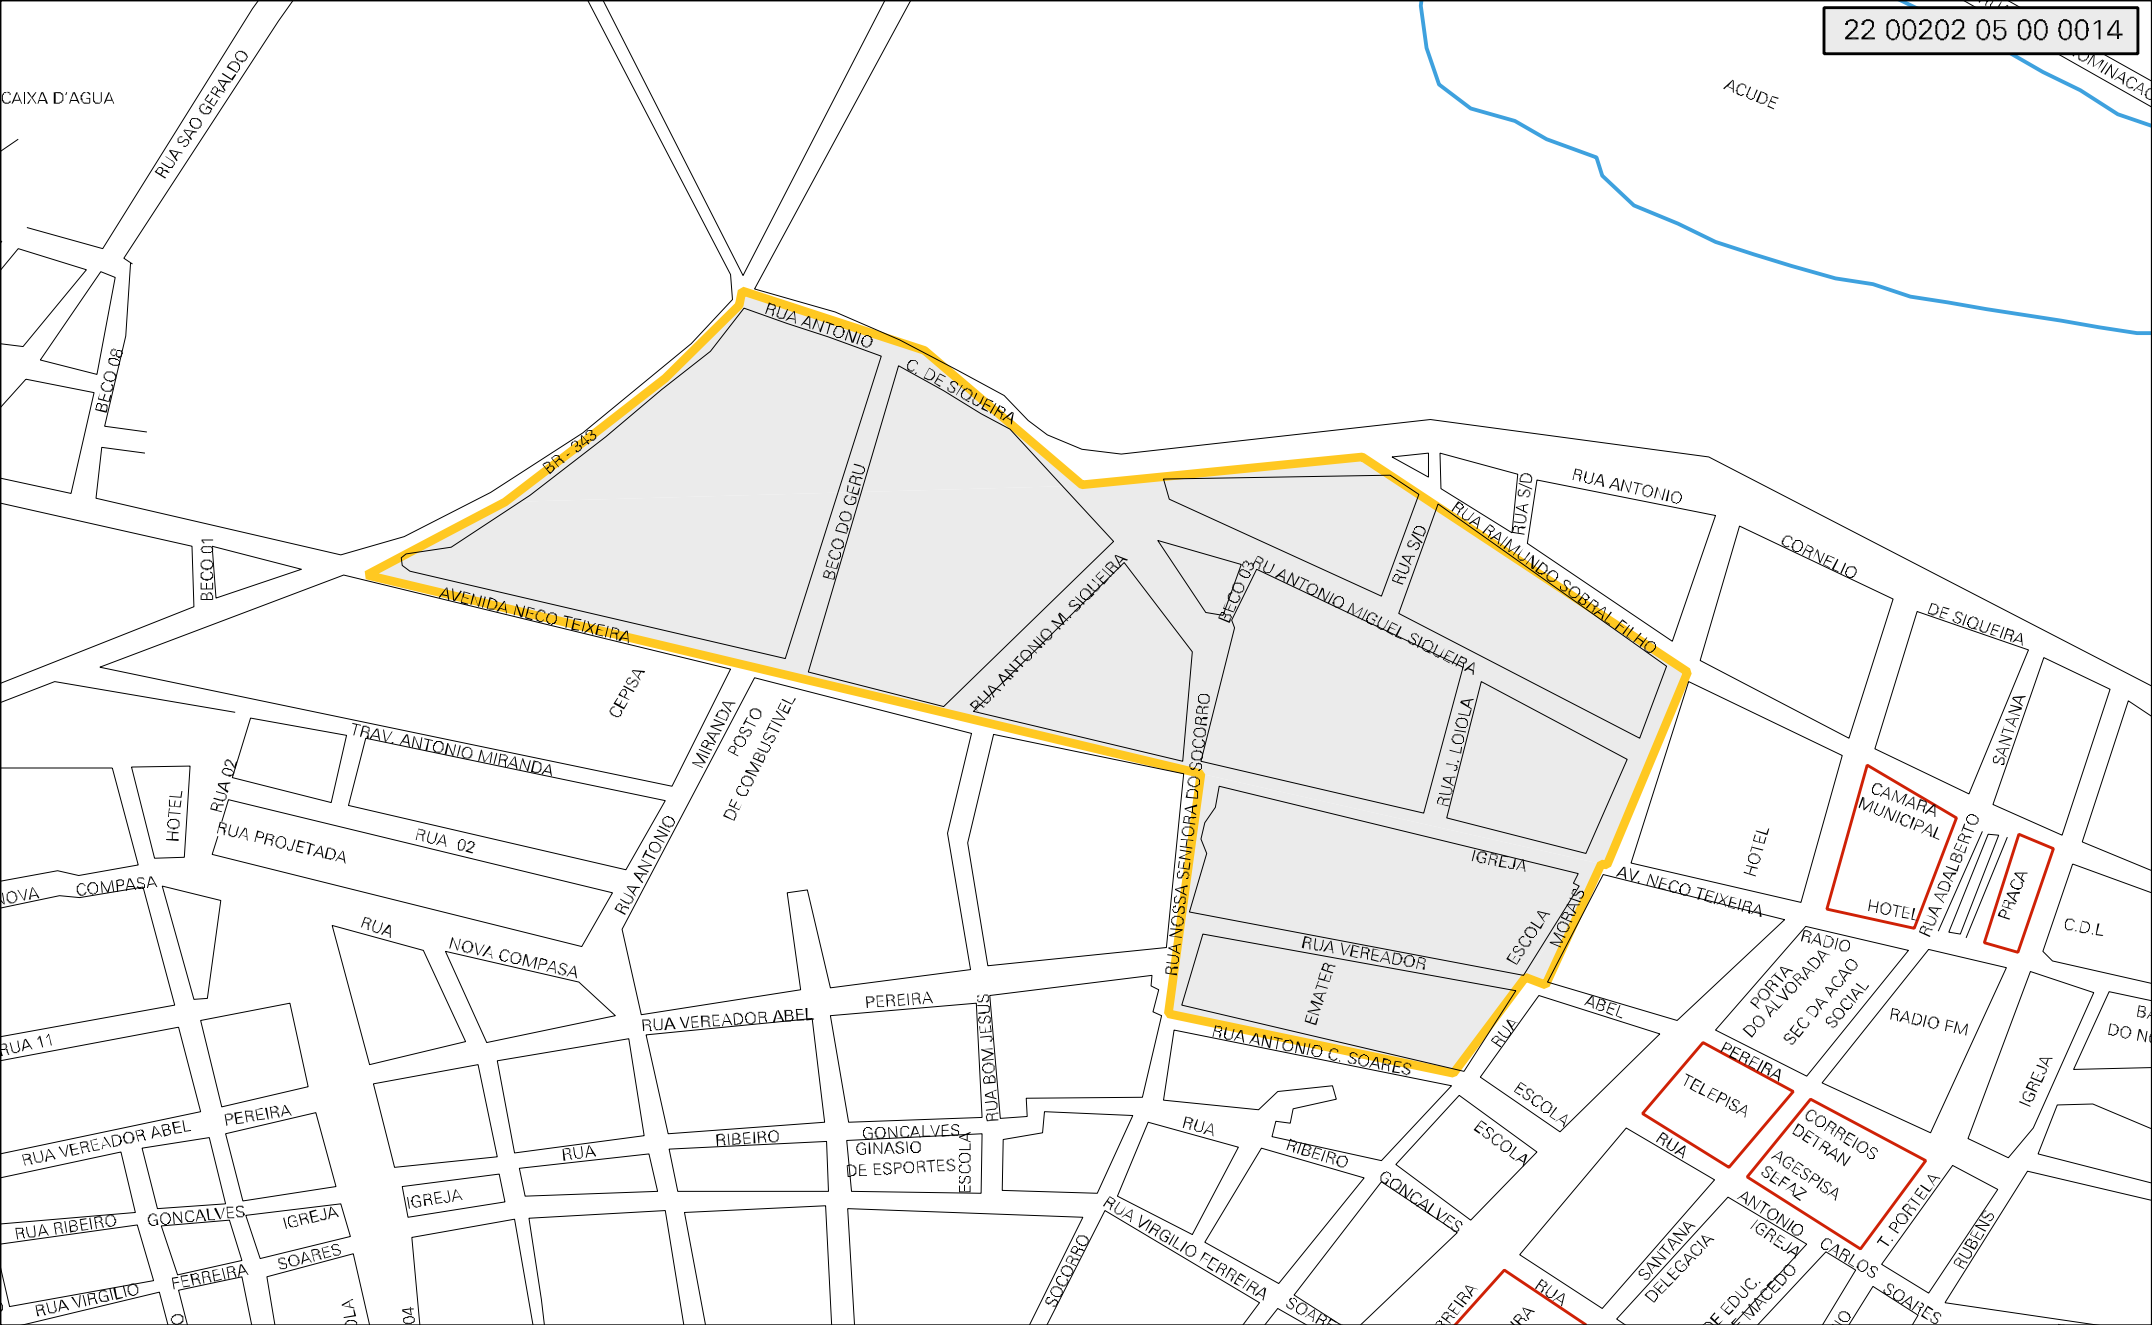 22 00202 05 00 0014
CAIXA D'AGUA
RUA SAO GERALDO
ACUDE
RUA ANTONIO
C. DE SIQUEIRA
BECO 08
BR - 343
BECO DO GERU
RUA S/D
RUA ANTONIO
RUA RAIMUNDO SOBRAL FILHO
RUA S/D
CORNELIO
DE SIQUEIRA
BECO 01
AVENIDA NECO TEIXEIRA
RUA ANTONIO M. SIQUEIRA
BECO 03
RU ANTONIO MIGUEL SIQUEIRA
CEPISA
MIRANDA
POSTO
DE COMBUSTIVEL
TRAV. ANTONIO MIRANDA
RUA J. LOIOLA
SANTANA
RUA 02
HOTEL
RUA PROJETADA
RUA 02
RUA ANTONIO
RUA NOSSA SENHORA DO SOCORRO
IGREJA
HOTEL
CAMARA
MUNICIPAL
HOTEL
RUA ADALBERTO
PRACA
C.D.L
NOVA
COMPASA
RUA
NOVA COMPASA
AV. NECO TEIXEIRA
MORAIS
ESCOLA
RUA VEREADOR
EMATER
RADIO
PORTA
DO ALVORADA
SEC DA ACAO
SOCIAL
RADIO FM
PEREIRA
RUA VEREADOR ABEL
RUA BOM JESUS
RUA ANTONIO C. SOARES
RUA
ABEL
RUA 11
PEREIRA
TELEPISA
IGREJA
RUA VEREADOR ABEL
PEREIRA
RUA
RIBEIRO
GONCALVES
GINASIO
DE ESPORTES
ESCOLA
RUA
RIBEIRO
GONCALVES
ESCOLA
ESCOLA
RUA
CORREIOS
DETRAN
AGESPISA
SEFAZ
IGREJA
RUA RIBEIRO
GONCALVES
IGREJA
SOARES
FERREIRA
RUA VIRGILIO
RUA VIRGILIO FERREIRA
SOCORRO
SANTANA
DELEGACIA
ANTONIO
IGREJA
CARLOS
SOARES
T. PORTELA
RUBENS
RUA
DE EDUC.
MACEDO
04